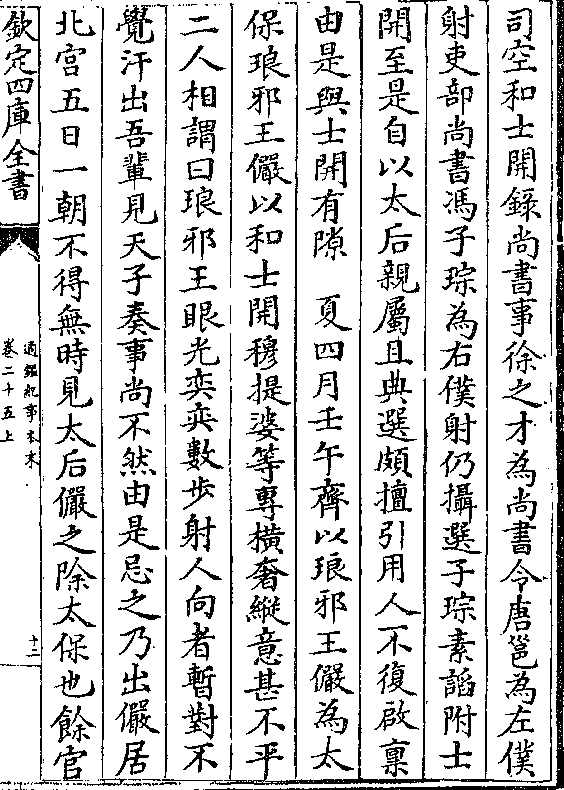 司空和士開錄尚書事徐之才為尚書令唐邕為左僕
射吏部尚書馮子琮為右僕射仍攝選子琮素諂附士
開至是自以太后親屬且典選頗擅引用人不復啟禀
由是與士開有隙　夏四月壬午齊以琅邪王儼為太
保琅邪王儼以和士開穆提婆等專橫奢縱意甚不平
二人相謂曰琅邪王眼光奕奕數步射人向者暫對不
覺汗出吾輩見天子奏事尚不然由是忌之乃出儼居
北宫五日一朝不得無時見太后儼之除太保也餘官
欽定四庫全書
通鑑紀事本末
卷二十五上
十二